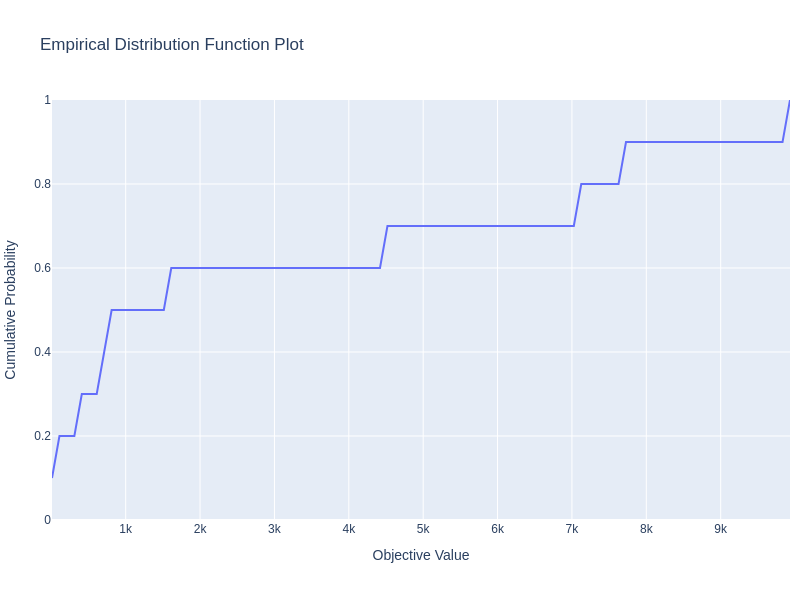 Empirical Distribution Function Plot
1
0.8
0.6
0.4
0.2
0
Cumulative Probability
1k 2k 3k 4k 5k 6k 7k 8k 9k
Objective Value